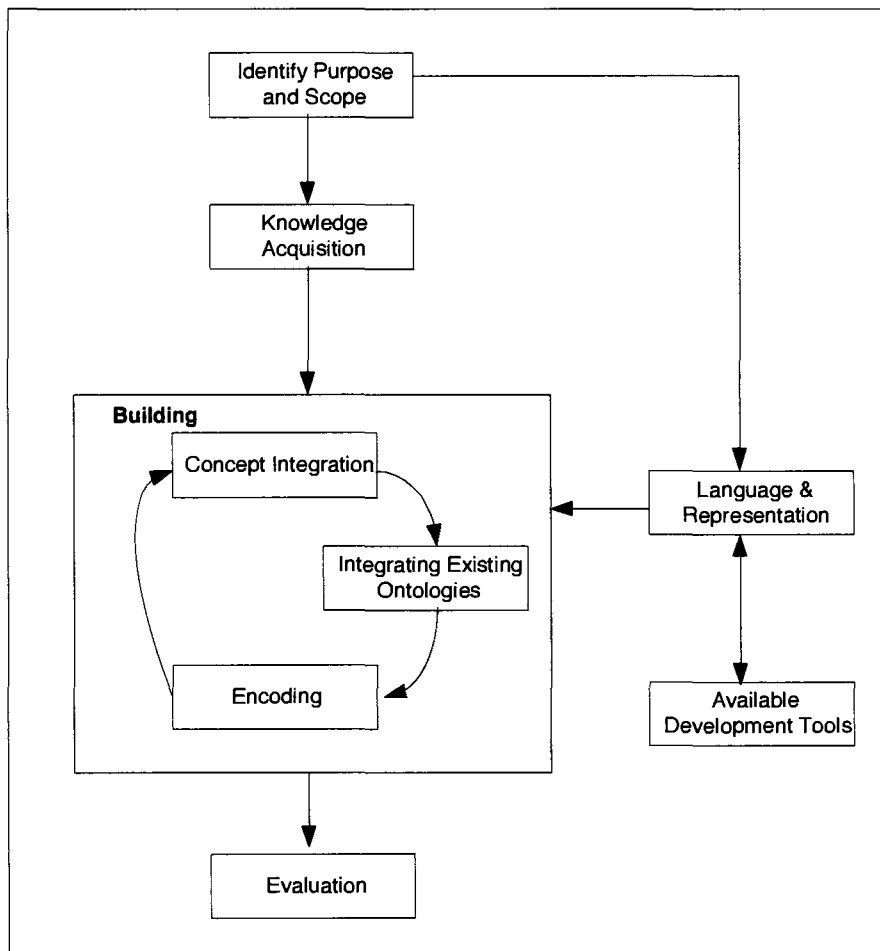 Identify Purpose
and Scope
Knowledge
Acquisition
Building
Concept Integration
Integrating Existing
Ontologies
Encoding
Language &
Representation
Available
Development Tools
Evaluation